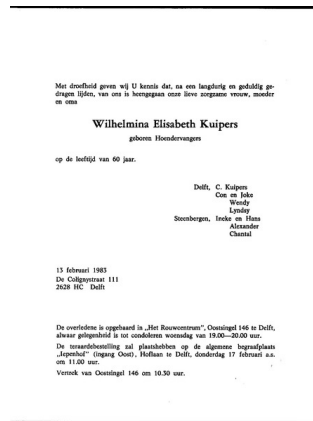 Met droefheid geven wij U kennis dat, na een langdurig en geduldig ge-
dragen lijden, van ons is heengegaan onze lieve zorgzame vrouw, moeder
en oma
Wilhelmina Elisabeth Kuipers
geboren Hoendervangers
op de leeftijd van 60 jaar.
Delft, C. Kuipers
Con en Joke
Wendy
Lyndsy
Steenbergen, Ineke en Hans
Alexander
Chantal
13 februari 1983
De Colignystraat 111
2628 HC Delft
De overledene is opgebaard in „Het Rouwcentrum”, Oostsingel 146 te Delft,
alwaar gelegenheid is tot condoleren woensdag van 19.00—20.00 uur.
De teraardebestelling zal plaatshebben op de algemene begraafplaats
„Iepenhof” (ingang Oost), Hoflaan te Delft, donderdag 17 februari a.s.
om 11.00 uur.
Vertrek van Oostsingel 146 om 10.30 uur.